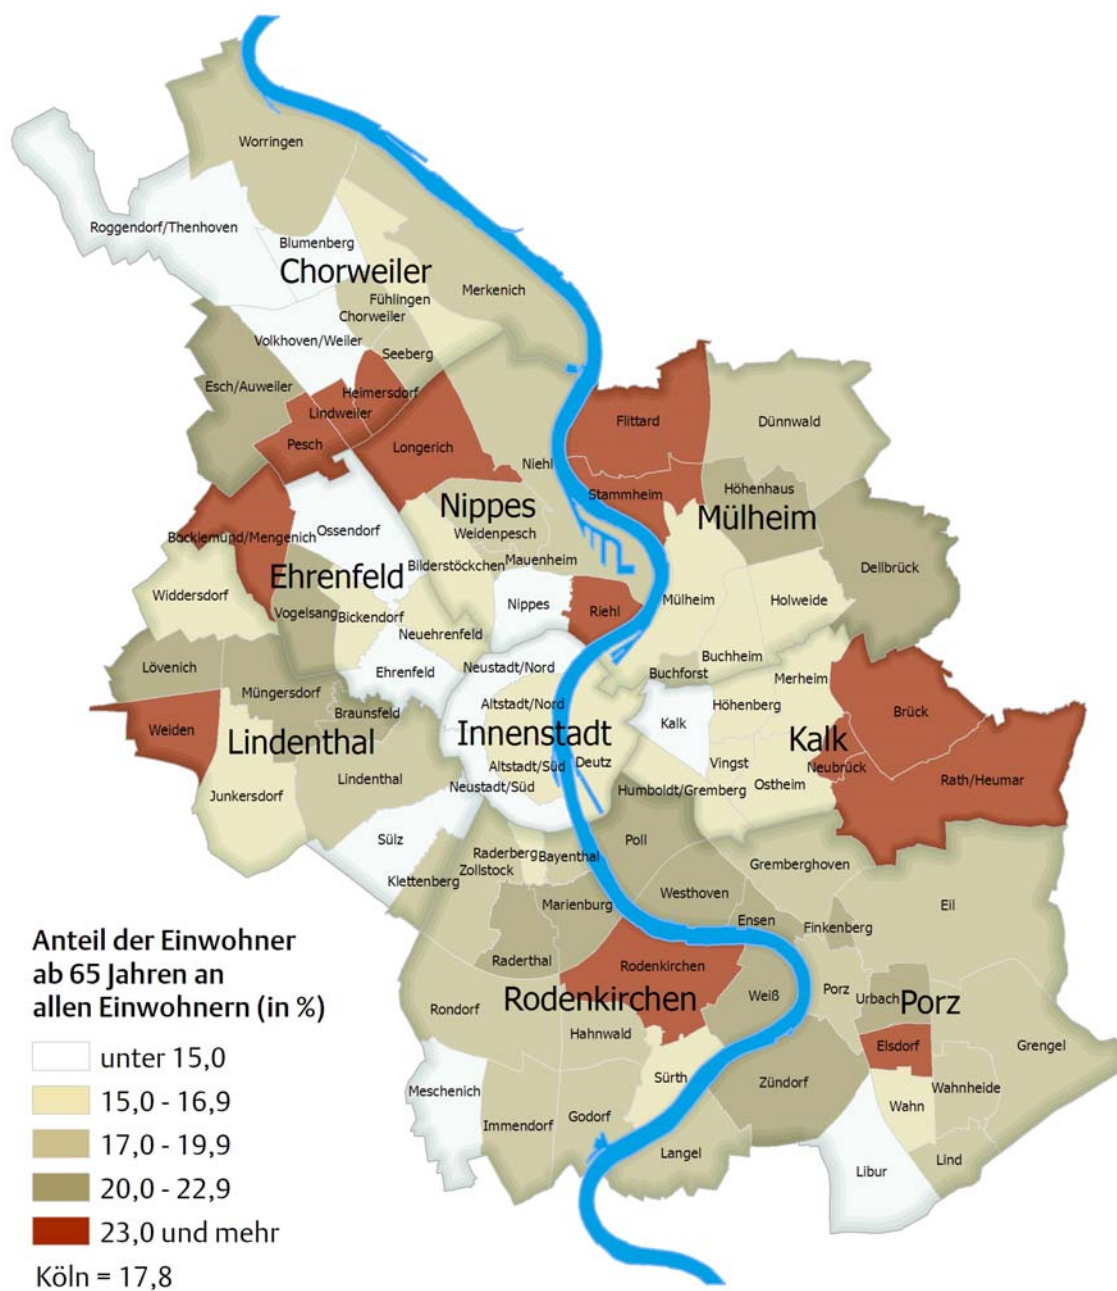 Worringen
Roggendorf/Thenhoven
Blumenberg
Chorweiler
Fühlingen
Merkenich
Chorweiler
Volkhoven/Weiler
Seeberg
Esch/Auweiler
Heimersdorf
Lindweiler
Pesch
Longerich
Flittard
Dünnwald
Niehl
Stammheim
Höhenhaus
Nippes
Mülheim
Ossendorf
Weidenpesch
Bocklemünd/Mengenich
Mauenheim
Bilderstöckchen
Dellbrück
Ehrenfeld
Widdersdorf
Nippes
Riehl
Mülheim
Holweide
Vogelsang
Bickendorf
Neuehrenfeld
Buchheim
Lövenich
Ehrenfeld
Neustadt/Nord
Buchforst
Merheim
Müngersdorf
Altstadt/Nord
Höhenberg
Braunsfeld
Brück
Weiden
Lindenthal
Innenstadt
Kalk
Kalk
Altstadt/Süd
Deutz
Vingst
Neubrück
Lindenthal
Neustadt/Süd
Humboldt/Gremberg
Ostheim
Rath/Heumar
Junkersdorf
Sülz
Poll
Raderberg
Bayenthal
Zollstock
Gremberghoven
Klettenberg
Westhoven
Marienburg
Eil
Ensen
Finkenberg
Raderthal
Rodenkirchen
Rodenkirchen
Weiß
Porz
Urbach
Porz
Rondorf
Hahnwald
Elsdorf
Grengel
Meschenich
Sürth
Zündorf
Wahnheide
Wahn
Immendorf
Godorf
Langel
Lind
Libur
Anteil der Einwohner
ab 65 Jahren an
allen Einwohnern (in %)
unter 15,0
15,0 - 16,9
17,0 - 19,9
20,0 - 22,9
23,0 und mehr
Köln = 17,8